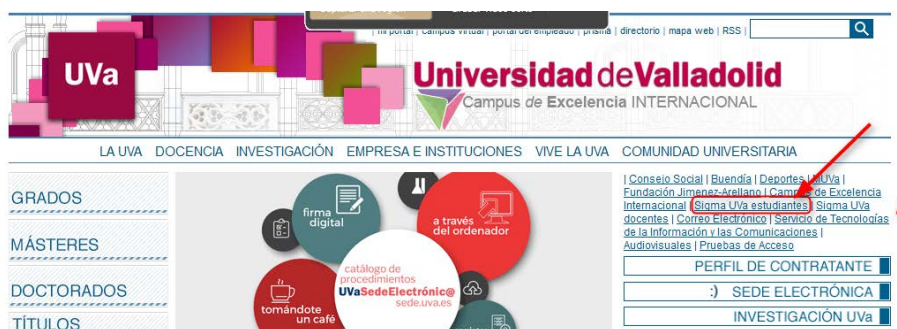 | mi portal | campus virtual | portal del empleado | prisma | directorio | mapa web | RSS |
UVa
Universidad deValladolid
Campus de Excelencia INTERNACIONAL
LA UVA DOCENCIA INVESTIGACIÓN EMPRESA E INSTITUCIONES VIVE LA UVA COMUNIDAD UNIVERSITARIA
GRADOS
MÁSTERES
DOCTORADOS
TÍTULOS
firma
digital
a través
del ordenador
catálogo de
procedimientos
UVaSedeElectrónic@
sede.uva.es
tomándote
un café
| Consejo Social | Buendía | Deportes | MUVa |
Fundación Jimenez-Arellano | Campus de Excelencia
Internacional | Sigma UVa estudiantes | Sigma UVa
docentes | Correo Electrónico | Servicio de Tecnologías
de la Información y las Comunicaciones |
Audiovisuales | Pruebas de Acceso
PERFIL DE CONTRATANTE
:) SEDE ELECTRÓNICA
INVESTIGACIÓN UVa